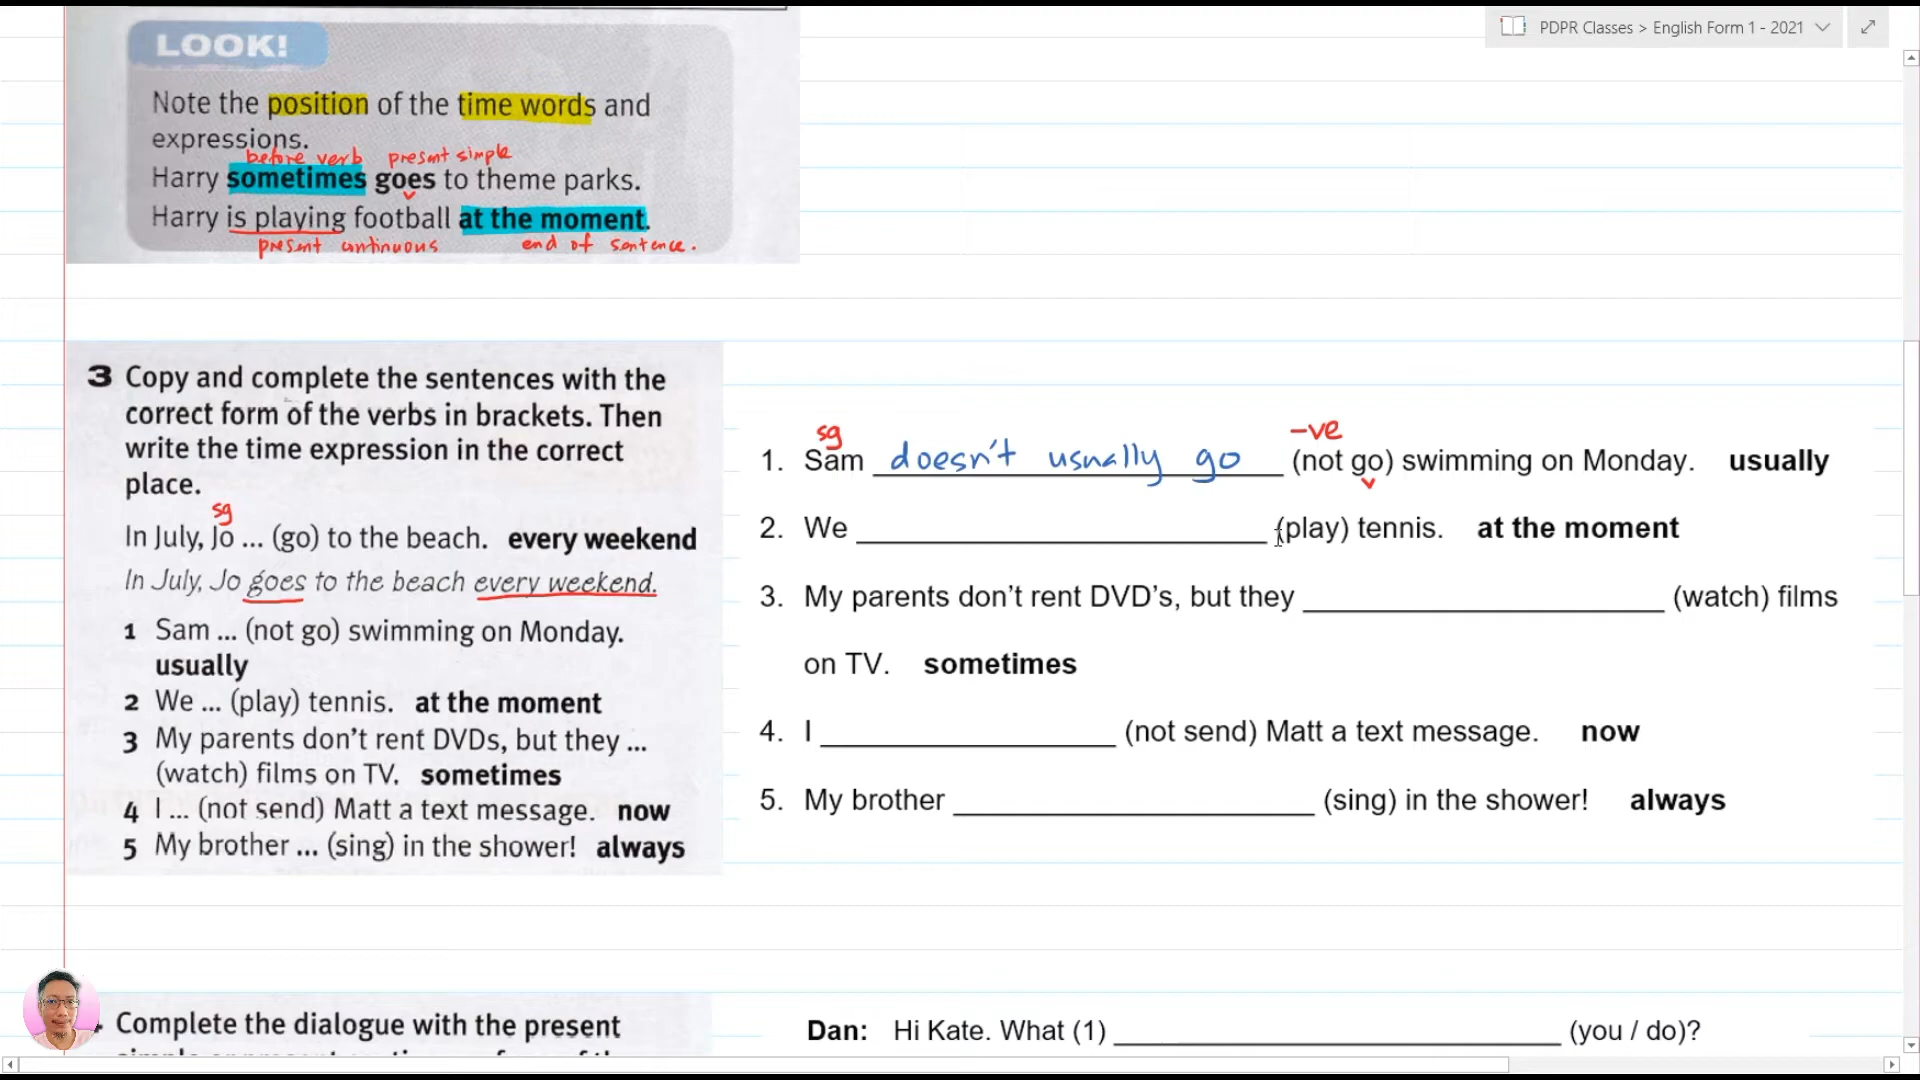 PDPR Classes > English Form 1 - 2021
LOOK!
Note the position of the time words and
expressions.
before verb present simple
Harry sometimes goes to theme parks.
v
Harry is playing football at the moment.
present continuous end of sentence.
3 Copy and complete the sentences with the
correct form of the verbs in brackets. Then
write the time expression in the correct
place.
sg
In July, Jo ... (go) to the beach. every weekend
In July, Jo goes to the beach every weekend.
1 Sam ... (not go) swimming on Monday.
usually
2 We ... (play) tennis. at the moment
3 My parents don't rent DVDs, but they ...
(watch) films on TV. sometimes
4 I ... (not send) Matt a text message. now
5 My brother ... (sing) in the shower! always
sg -ve
1. Sam doesn't usually go (not go) swimming on Monday. usually
v
2. We ____________________ (play) tennis. at the moment
3. My parents don't rent DVD's, but they ____________________ (watch) films
on TV. sometimes
4. I ____________________ (not send) Matt a text message. now
5. My brother ____________________ (sing) in the shower! always
Complete the dialogue with the present
Dan: Hi Kate. What (1) ____________________ (you / do)?